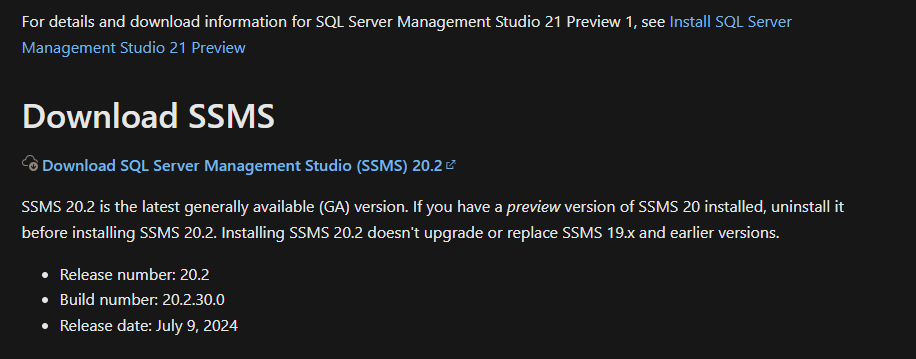 For details and download information for SQL Server Management Studio 21 Preview 1, see Install SQL Server
Management Studio 21 Preview
Download SSMS
Download SQL Server Management Studio (SSMS) 20.2
SSMS 20.2 is the latest generally available (GA) version. If you have a preview version of SSMS 20 installed, uninstall it
before installing SSMS 20.2. Installing SSMS 20.2 doesn't upgrade or replace SSMS 19.x and earlier versions.
• Release number: 20.2
• Build number: 20.2.30.0
• Release date: July 9, 2024